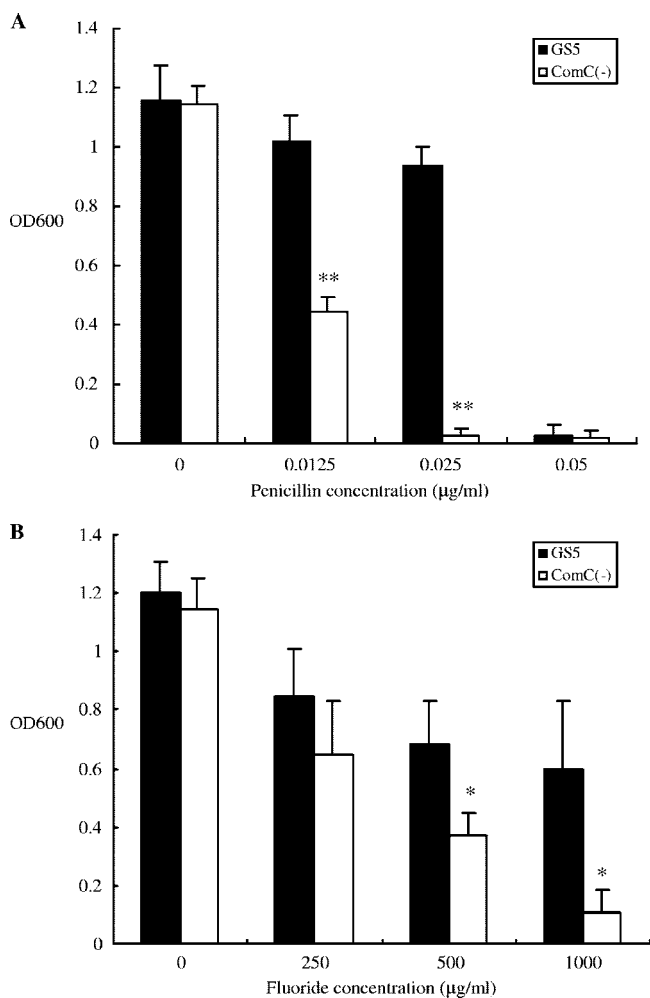 A
1.4
GS5
ComC(-)
1.2
1
0.8
OD600
0.6
**
0.4
0.2
**
0
0 0.0125 0.025 0.05
Penicillin concentration (µg/ml)
B
1.4
GS5
ComC(-)
1.2
1
0.8
OD600
0.6
*
0.4
0.2
*
0
0 250 500 1000
Fluoride concentration (µg/ml)